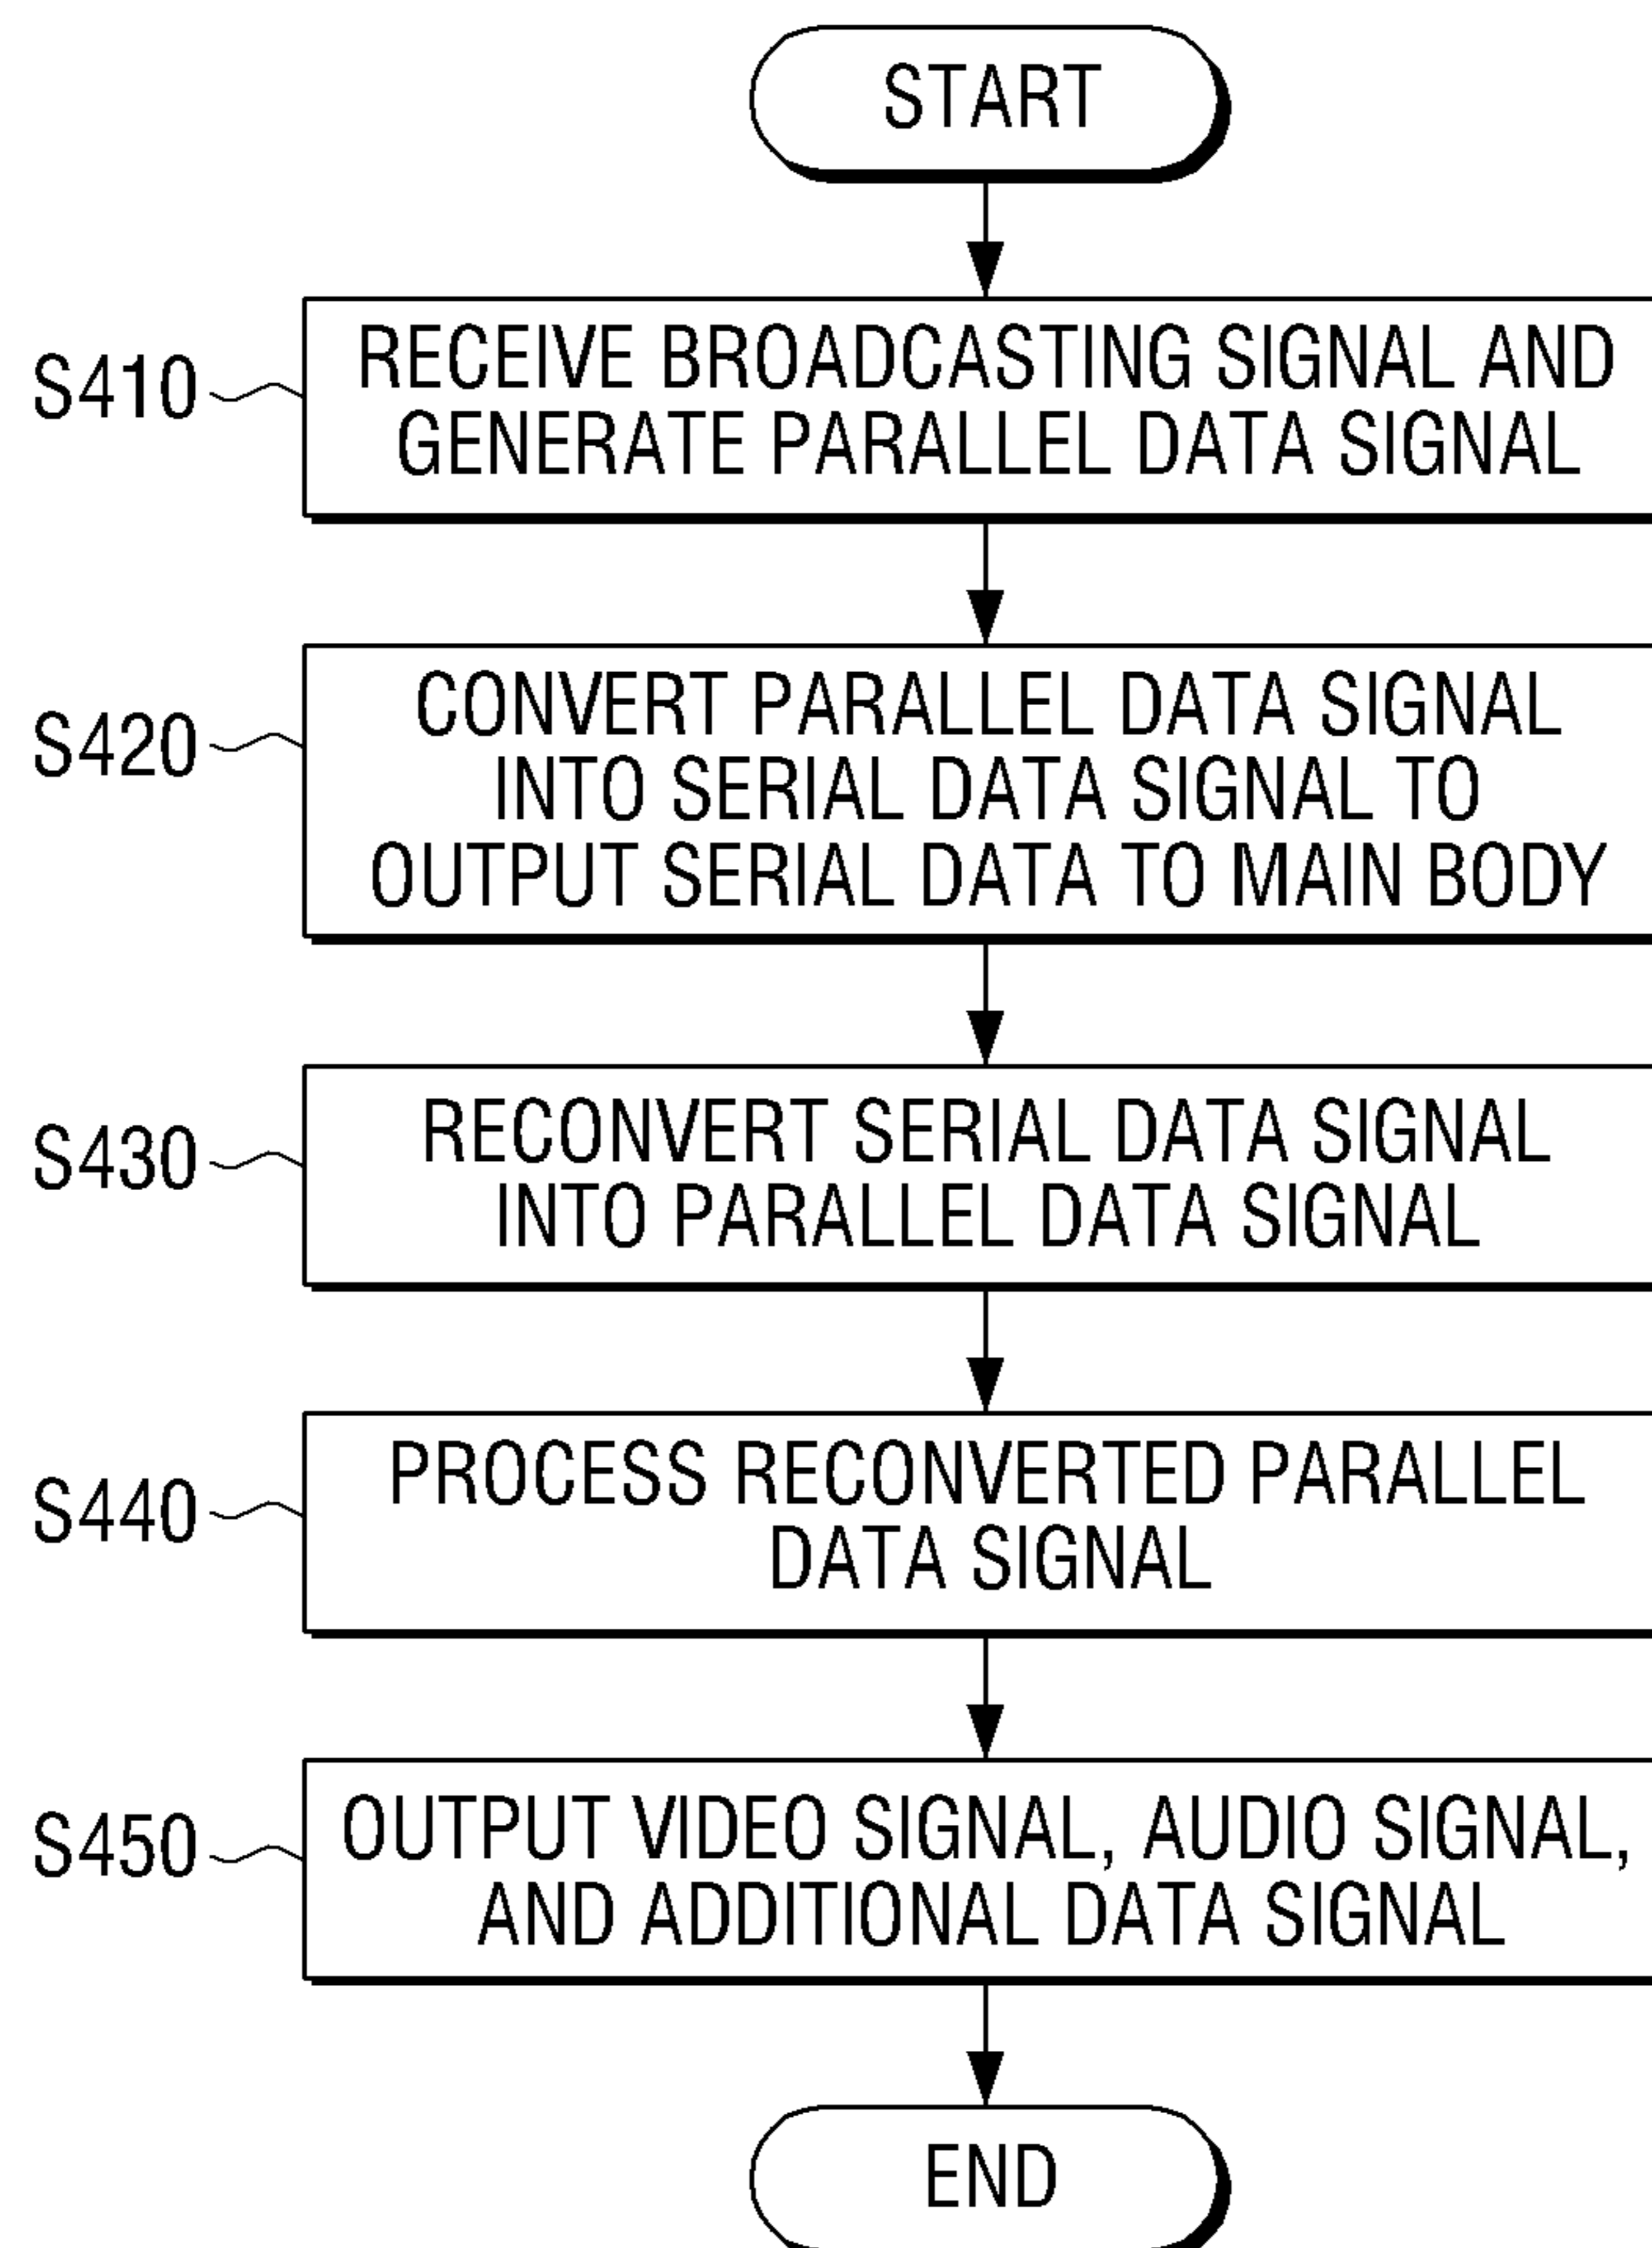 START
S410
RECEIVE BROADCASTING SIGNAL AND
GENERATE PARALLEL DATA SIGNAL
S420
CONVERT PARALLEL DATA SIGNAL
INTO SERIAL DATA SIGNAL TO
OUTPUT SERIAL DATA TO MAIN BODY
S430
RECONVERT SERIAL DATA SIGNAL
INTO PARALLEL DATA SIGNAL
S440
PROCESS RECONVERTED PARALLEL
DATA SIGNAL
S450
OUTPUT VIDEO SIGNAL, AUDIO SIGNAL,
AND ADDITIONAL DATA SIGNAL
END